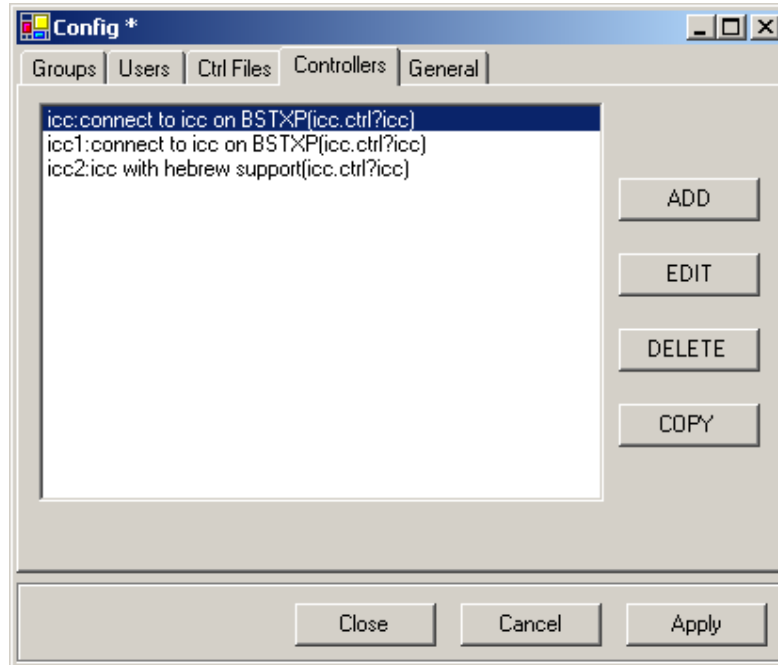 Config *
Groups Users Ctrl Files Controllers General
icc:connect to icc on BSTXP(icc.ctrl?icc)
icc1:connect to icc on BSTXP(icc.ctrl?icc)
icc2:icc with hebrew support(icc.ctrl?icc)
ADD
EDIT
DELETE
COPY
Close Cancel Apply